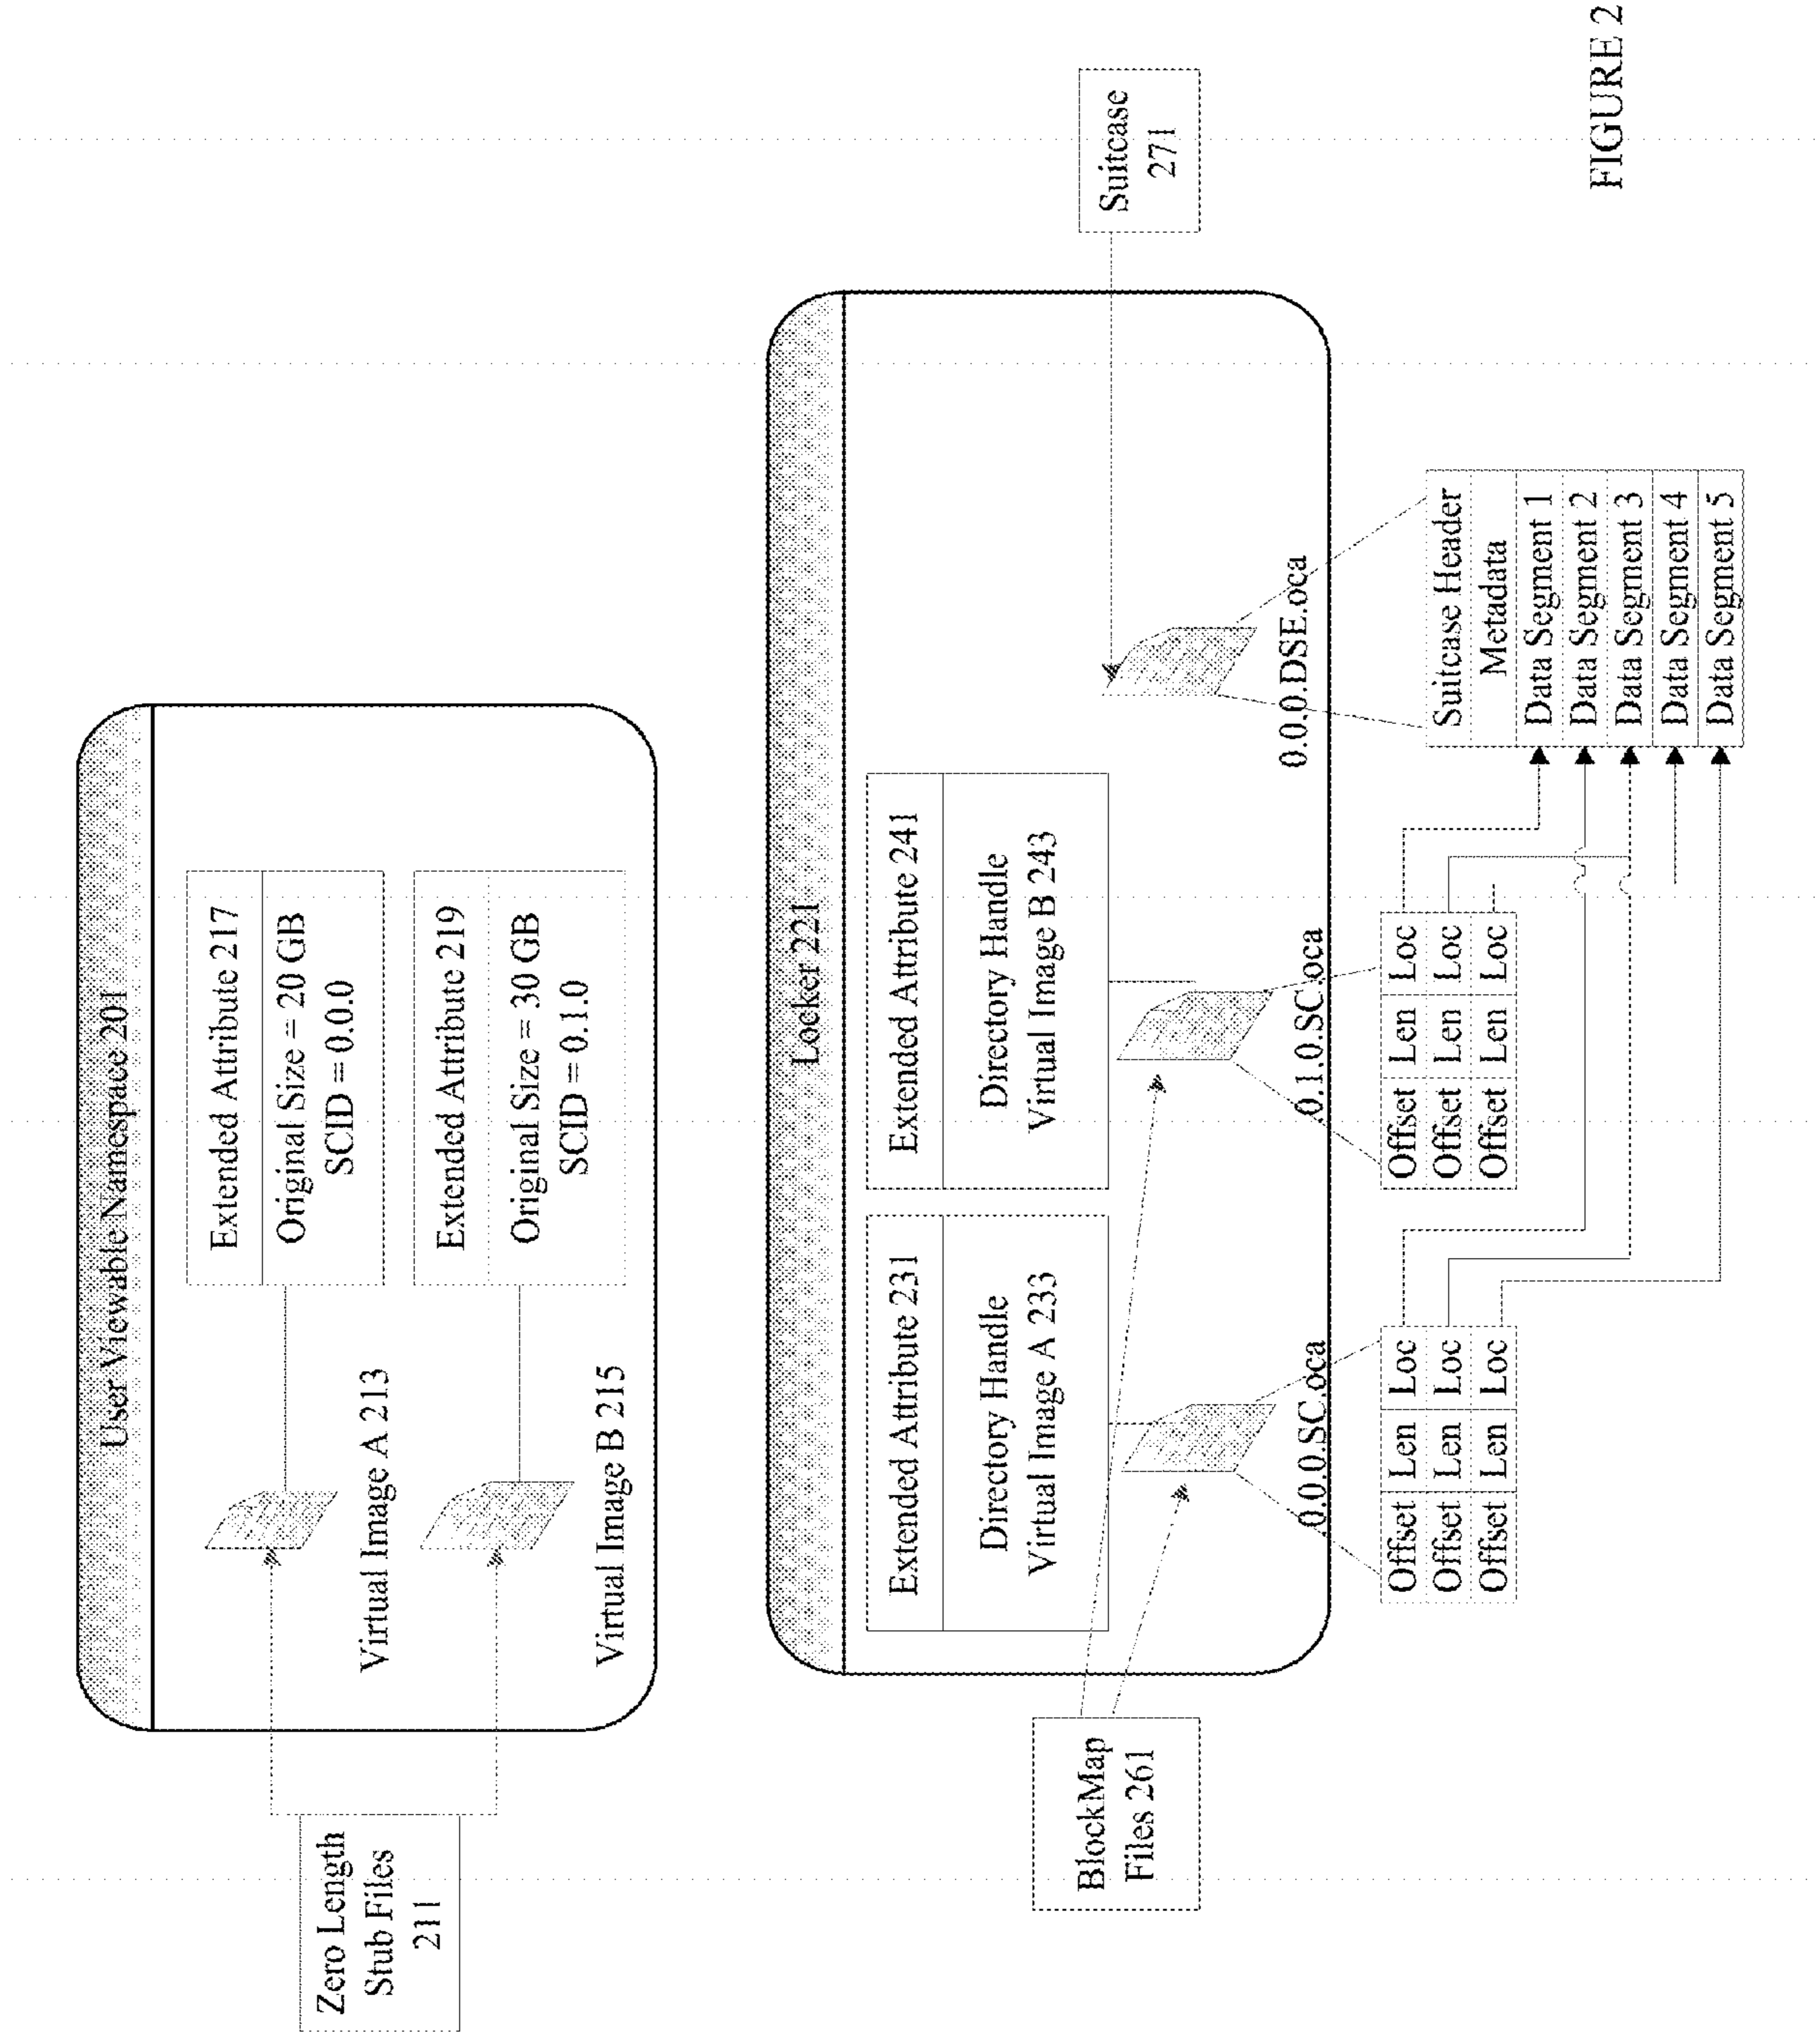 User Viewable Namespace 201
Zero Length
Stub Files
211
Extended Attribute 217
Original Size = 20 GB
SCID = 0.0.0
Virtual Image A 213
Extended Attribute 219
Original Size = 30 GB
SCID = 0.1.0
Virtual Image B 215
Locker 221
Extended Attribute 231
Directory Handle
Virtual Image A 233
Extended Attribute 241
Directory Handle
Virtual Image B 243
BlockMap
Files 261
Suitcase
271
0.0.0.SC.oca
0.1.0.SC.oca
0.0.0.DSE.oca
Offset Len Loc
Offset Len Loc
Offset Len Loc
Offset Len Loc
Offset Len Loc
Offset Len Loc
Suitcase Header
Metadata
Data Segment 1
Data Segment 2
Data Segment 3
Data Segment 4
Data Segment 5
FIGURE 2